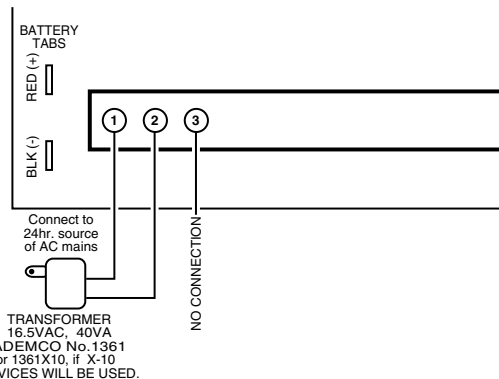 BATTERY
TABS
RED (+)
BLK (-)
1 2 3
Connect to
24hr. source
of AC mains
NO CONNECTION
TRANSFORMER
16.5VAC, 40VA
ADEMCO No.1361
or 1361X10, if X-10
VICES WILL BE USED.